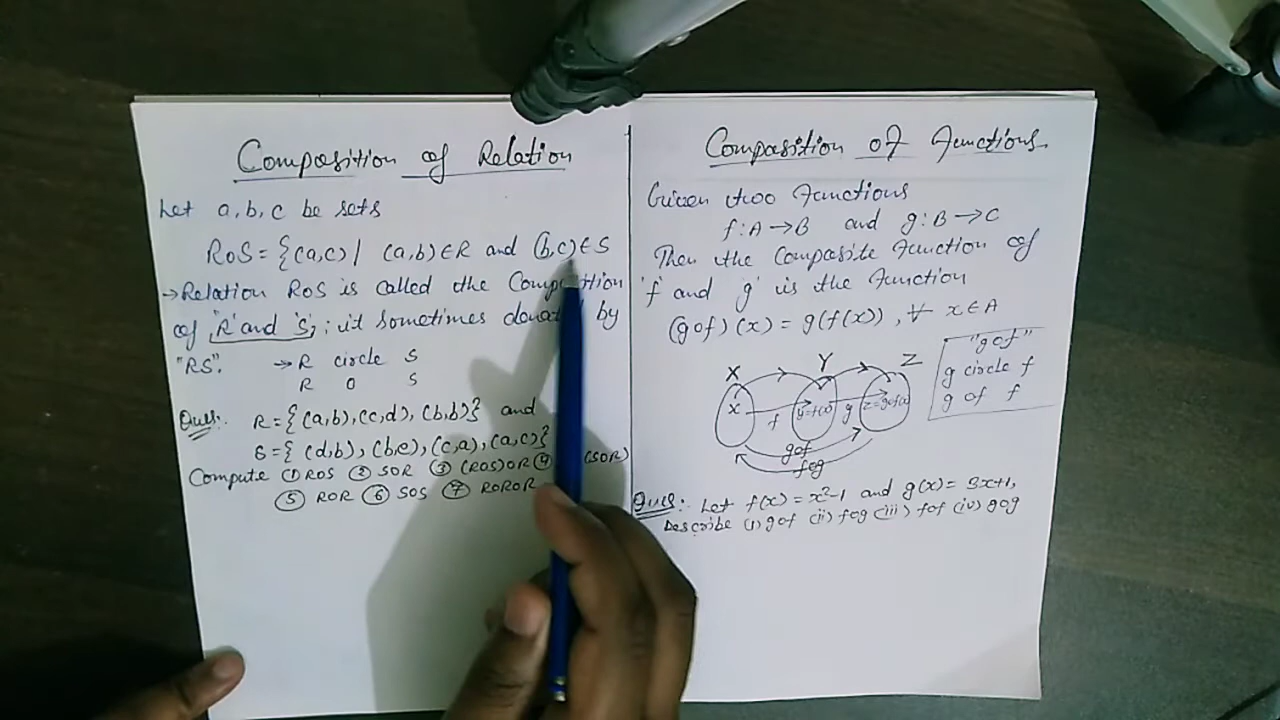 Composition of Relation
Let a, b, c be sets
RoS = {(a,c) | (a,b) ∈ R and (b,c) ∈ S
→ Relation RoS is called the
of 'R' and 'S'; it sometimes by
"RS". → R circle S
R O S
Ques:. R = {(a,b), (c,d), (b,b)} and
S = { (d,b), (b,e), (c,a), (a,c)}
Compute ① ROS ② SOR ③ (ROS)OR ④ (SOR)
⑤ ROR ⑥ SOS ⑦ ROROR
Composition of Functions.
Given two functions
f: A → B and g: B → C
Then the Composite function of
'f' and 'g' is the function
(gof)(x) = g(f(x)), ∀ x ∈ A
X Y Z
x f y=f(x) g
gof
fog
"gof"
g circle f
g of f
Ques:. Let f(x) = x²-1 and g(x) = 3x+1,
Describe (i) gof (ii) fog (iii) fof (iv) gog